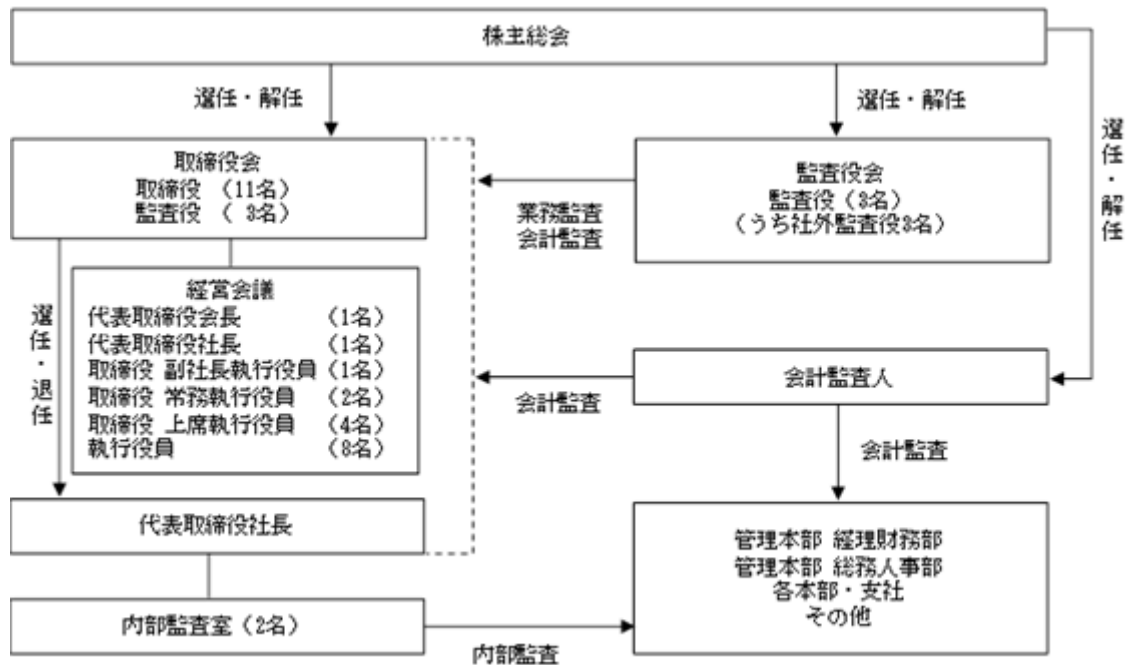 株主総会
選任・解任
選任・解任
選任・解任
取締役会
取締役 (11名)
監査役 ( 3名)
監査役会
監査役(3名)
(うち社外監査役3名)
業務監査
会計監査
経営会議
代表取締役会長 (1名)
代表取締役社長 (1名)
取締役 副社長執行役員 (1名)
取締役 常務執行役員 (2名)
取締役 上席執行役員 (4名)
執行役員 (8名)
選任・退任
会計監査人
会計監査
会計監査
代表取締役社長
管理本部 経理財務部
管理本部 総務人事部
各本部・支社
その他
内部監査室(2名)
内部監査